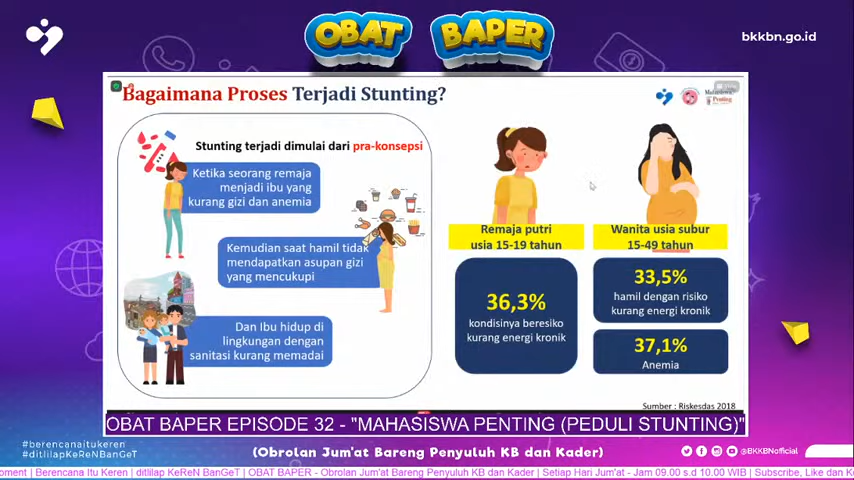 OBAT BAPER
bkkbn.go.id
Bagaimana Proses Terjadi Stunting?
Mahasiswa
Penting
Stunting terjadi dimulai dari pra-konsepsi
Ketika seorang remaja
menjadi ibu yang
kurang gizi dan anemia
Kemudian saat hamil tidak
mendapatkan asupan gizi
yang mencukupi
Dan Ibu hidup di
lingkungan dengan
sanitasi kurang memadai
Remaja putri
usia 15-19 tahun
36,3%
kondisinya beresiko
kurang energi kronik
Wanita usia subur
15-49 tahun
33,5%
hamil dengan risiko
kurang energi kronik
37,1%
Anemia
Sumber : Riskesdas 2018
OBAT BAPER EPISODE 32 - "MAHASISWA PENTING (PEDULI STUNTING)"
#berencanaitukeren
#ditlilapKeReNBanGeT
(Obrolan Jum'at Bareng Penyuluh KB dan Kader)
@BKKBNofficial
oment | Berencana Itu Keren | ditlilap KeReN BanGeT | OBAT BAPER - Obrolan Jum'at Bareng Penyuluh KB dan Kader | Setiap Hari Jum'at - Jam 09.00 s.d 10.00 WIB | Subscribe, Like dan K